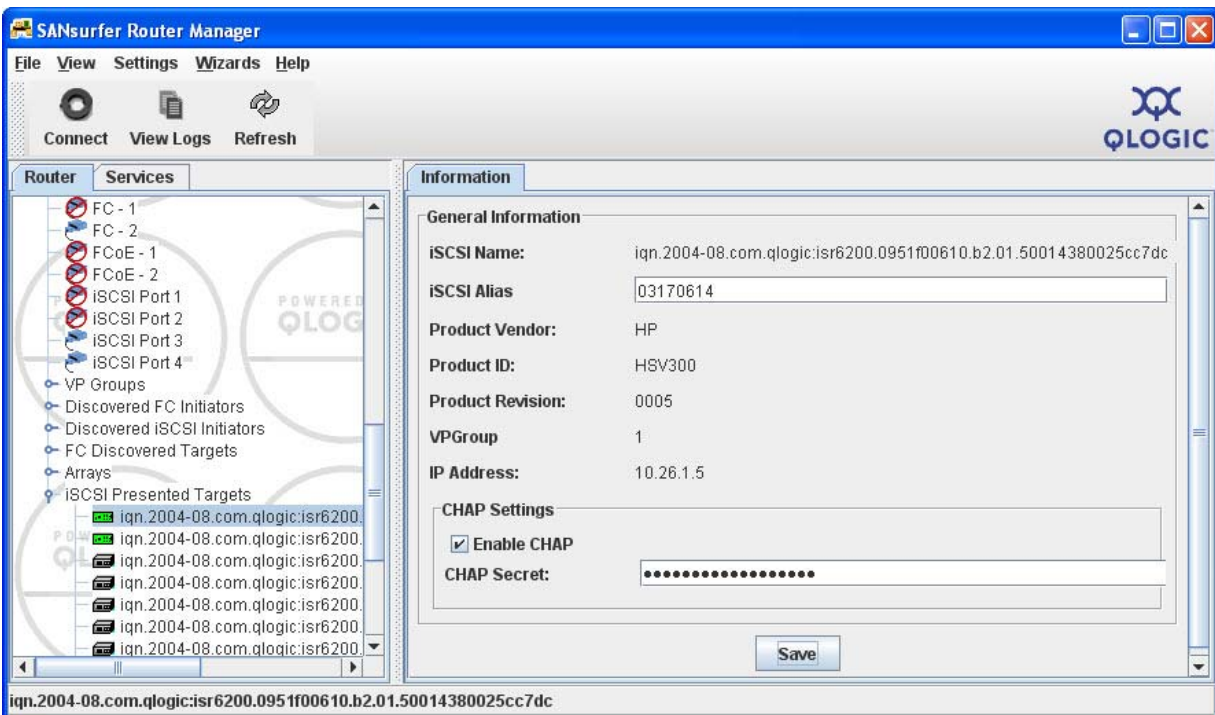 SANsurfer Router Manager
File View Settings Wizards Help
Connect View Logs Refresh
QLOGIC
Router Services
FC - 1
FC - 2
FCoE - 1
FCoE - 2
iSCSI Port 1
iSCSI Port 2
iSCSI Port 3
iSCSI Port 4
VP Groups
Discovered FC Initiators
Discovered iSCSI Initiators
FC Discovered Targets
Arrays
iSCSI Presented Targets
iqn.2004-08.com.qlogic:isr6200.
iqn.2004-08.com.qlogic:isr6200.
iqn.2004-08.com.qlogic:isr6200.
iqn.2004-08.com.qlogic:isr6200.
iqn.2004-08.com.qlogic:isr6200.
iqn.2004-08.com.qlogic:isr6200.
iqn.2004-08.com.qlogic:isr6200.
POWERED
QLOG
Information
General Information
iSCSI Name: iqn.2004-08.com.qlogic:isr6200.0951f00610.b2.01.50014380025cc7dc
iSCSI Alias 03170614
Product Vendor: HP
Product ID: HSV300
Product Revision: 0005
VPGroup 1
IP Address: 10.26.1.5
CHAP Settings
Enable CHAP
CHAP Secret: ••••••••••••••••••
Save
iqn.2004-08.com.qlogic:isr6200.0951f00610.b2.01.50014380025cc7dc